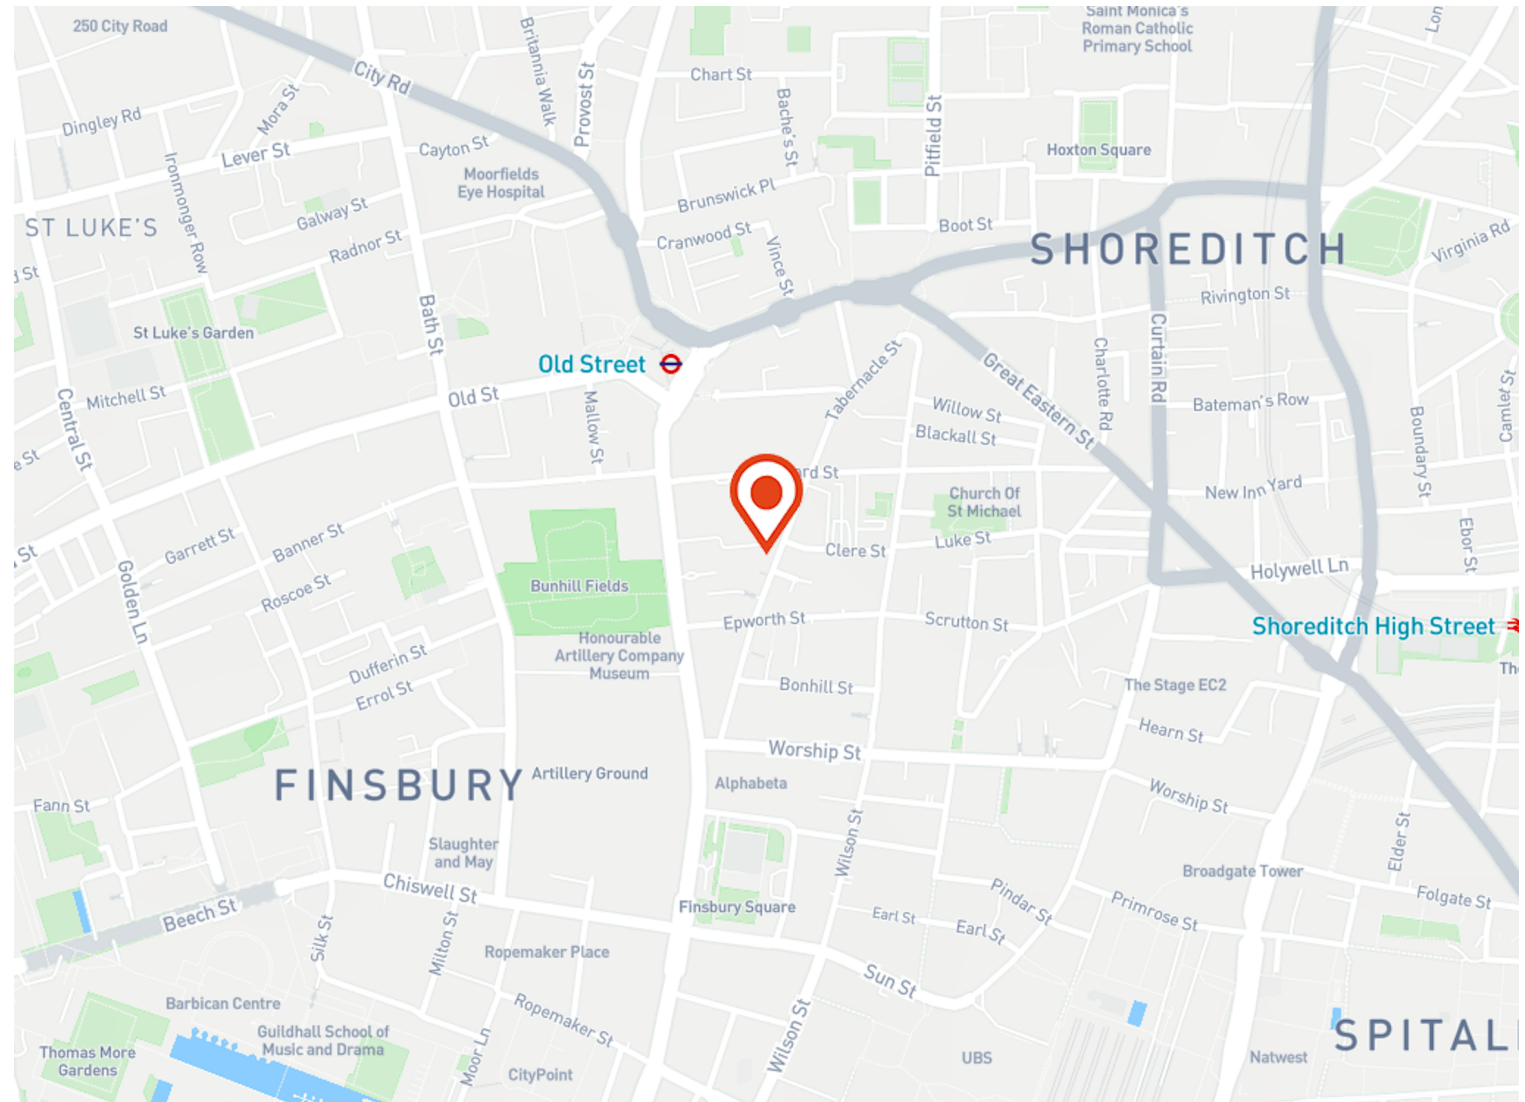 250 City Road
City Rd
Britannia Walk
Provost St
Chart St
Bache's St
Pitfield St
Saint Monica's
Roman Catholic
Primary School
Dingley Rd
Mora St
Lever St
Cayton St
Moorfields
Eye Hospital
Hoxton Square
Ironmonger Row
ST LUKE'S
Galway St
Radnor St
Brunswick Pl
Cranwood St
Vince St
Boot St
SHOREDITCH
Virginia Rd
St Luke's Garden
Bath St
Rivington St
Curtain Rd
Charlotte Rd
Old Street
Tabernacle St
Great Eastern St
Mitchell St
Central St
Old St
Mallow St
Willow St
Blackall St
Bateman's Row
Boundary St
Camlet St
New Inn Yard
Church Of
St Michael
Garrett St
Banner St
Golden Ln
Roscoe St
Bunhill Fields
Clere St
Luke St
Holywell Ln
Ebor St
Epworth St
Scrutton St
Shoreditch High Street
Honourable
Artillery Company
Museum
Dufferin St
Errol St
Bonhill St
The Stage EC2
Hearn St
Worship St
FINSBURY
Artillery Ground
Alphabeta
Worship St
Fann St
Slaughter
and May
Wilson St
Elder St
Broadgate Tower
Chiswell St
Finsbury Square
Pindar St
Primrose St
Folgate St
Beech St
Silk St
Milton St
Earl St
Earl St
Ropemaker Place
Sun St
Barbican Centre
Ropemaker St
Guildhall School of
Music and Drama
Moor Ln
Wilson St
Thomas More
Gardens
CityPoint
UBS
Natwest